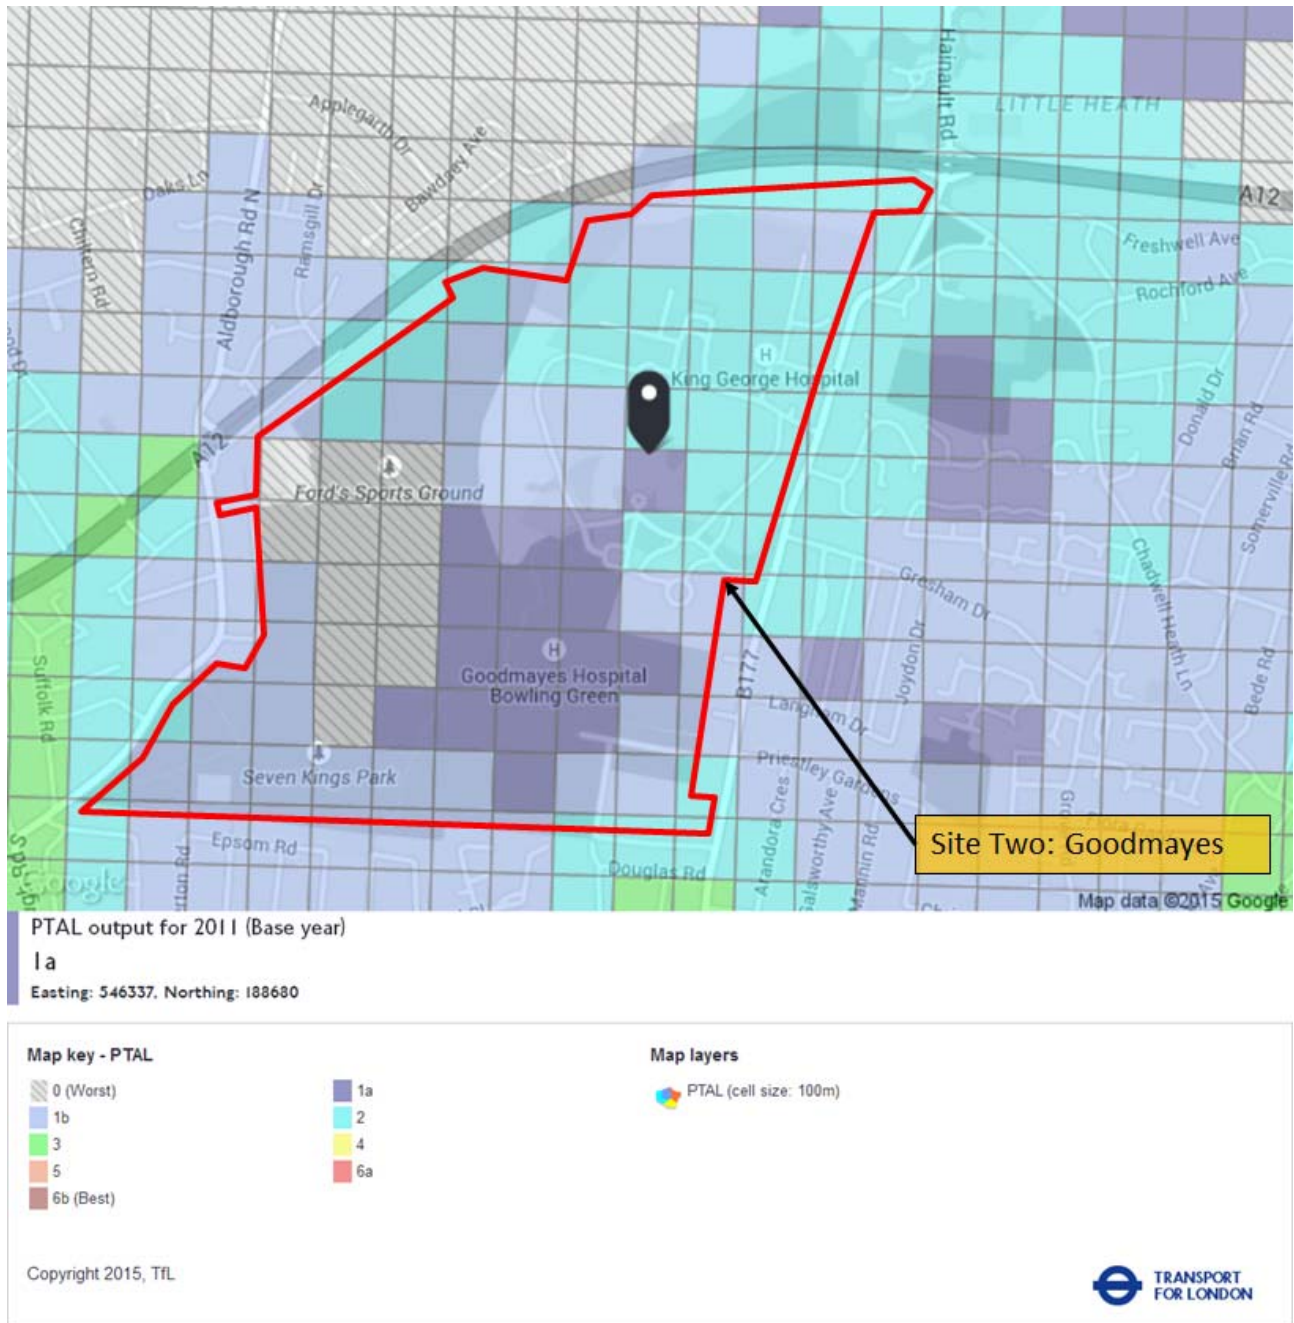 Hainault Rd
LITTLE HEATH
Applegarth Dr
Bawdsey Ave
Oaks Ln
Aldborough Rd N
Ramsgill Dr
Chiltern Rd
A12
Freshwell Ave
Rochford Ave
H
King George Hospital
Donald Dr
Brian Rd
Somerville Rd
A12
Ford's Sports Ground
Gresham Dr
Chadwell Heath Ln
Suffolk Rd
H
Goodmayes Hospital
Bowling Green
B177
Joydon Dr
Bede Rd
Langham Dr
Seven Kings Park
Priestley Gardens
Arandora Cres
Galsworthy Ave
Mannin Rd
Epsom Rd
Douglas Rd
Site Two: Goodmayes
Google
Map data ©2015 Google
PTAL output for 2011 (Base year)
1a
Easting: 546337, Northing: 188680
Map key - PTAL
Map layers
0 (Worst)
1a
PTAL (cell size: 100m)
1b
2
3
4
5
6a
6b (Best)
Copyright 2015, TfL
TRANSPORT
FOR LONDON